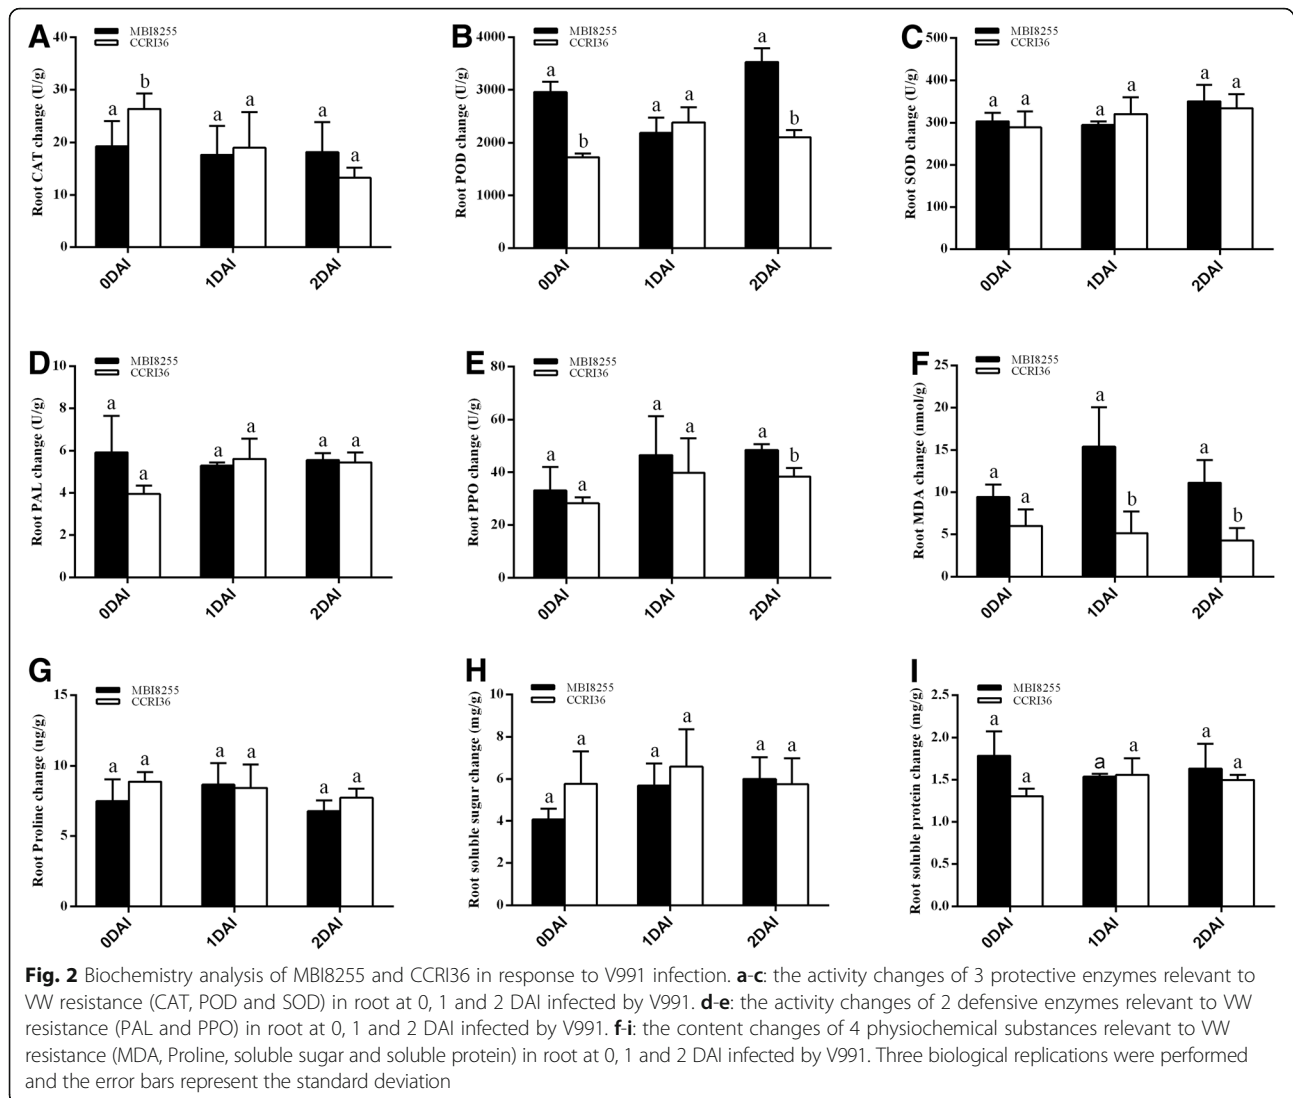 A
MBI8255
CCRI36
Root CAT change (U/g)
40
30
20
10
0
a
b
a
a
a
a
0DAI
1DAI
2DAI
B
MBI8255
CCRI36
Root POD change (U/g)
4000
3000
2000
1000
0
a
b
a
a
a
b
0DAI
1DAI
2DAI
C
MBI8255
CCRI36
Root SOD change (U/g)
500
400
300
200
100
0
a
a
a
a
a
a
0DAI
1DAI
2DAI
D
MBI8255
CCRI36
Root PAL change (U/g)
10
8
6
4
2
0
a
a
a
a
a
a
0DAI
1DAI
2DAI
E
MBI8255
CCRI36
Root PPO change (U/g)
80
60
40
20
0
a
a
a
a
a
b
0DAI
1DAI
2DAI
F
MBI8255
CCRI36
Root MDA change (nmol/g)
25
20
15
10
5
0
a
a
a
b
a
b
0DAI
1DAI
2DAI
G
MBI8255
CCRI36
Root Proline change (ug/g)
15
10
5
0
a
a
a
a
a
a
0DAI
1DAI
2DAI
H
MBI8255
CCRI36
Root soluble sugur change (mg/g)
10
8
6
4
2
0
a
a
a
a
a
a
0DAI
1DAI
2DAI
I
MBI8255
CCRI36
Root soluble protein change (mg/g)
2.5
2.0
1.5
1.0
0.5
0.0
a
a
a
a
a
a
0DAI
1DAI
2DAI
Fig. 2 Biochemistry analysis of MBI8255 and CCRI36 in response to V991 infection. a-c: the activity changes of 3 protective enzymes relevant to
VW resistance (CAT, POD and SOD) in root at 0, 1 and 2 DAI infected by V991. d-e: the activity changes of 2 defensive enzymes relevant to VW
resistance (PAL and PPO) in root at 0, 1 and 2 DAI infected by V991. f-i: the content changes of 4 physiochemical substances relevant to VW
resistance (MDA, Proline, soluble sugar and soluble protein) in root at 0, 1 and 2 DAI infected by V991. Three biological replications were performed
and the error bars represent the standard deviation